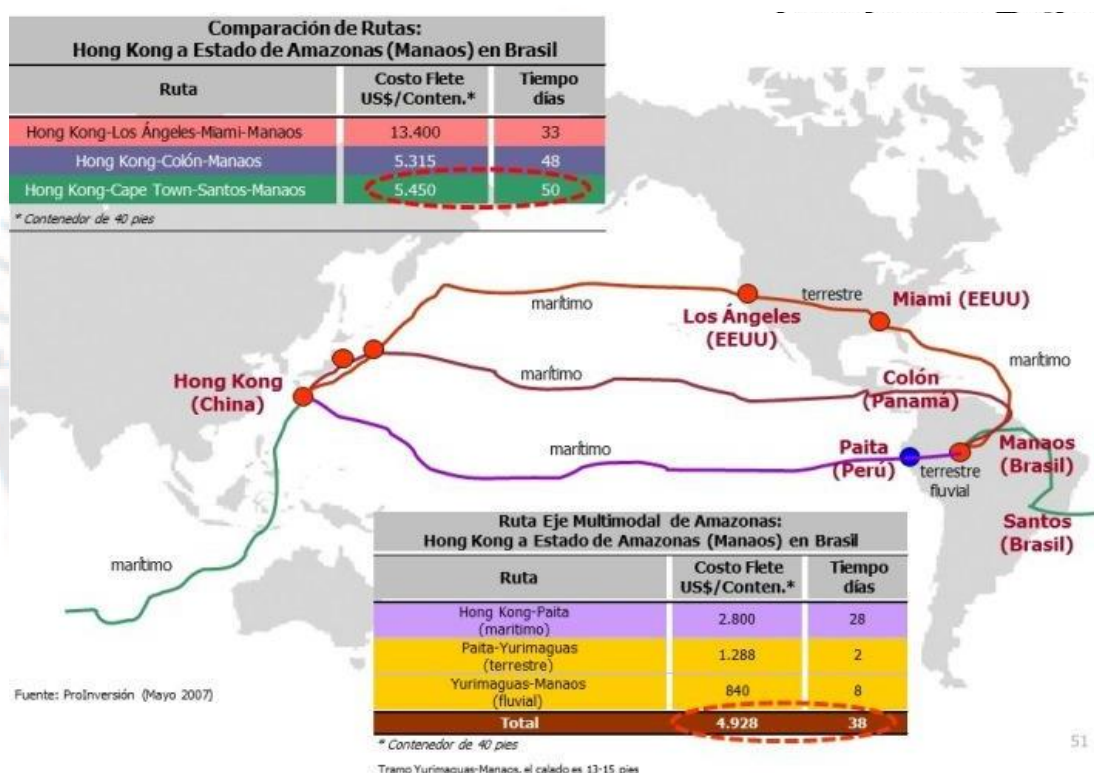 Comparación de Rutas:
Hong Kong a Estado de Amazonas (Manaos) en Brasil
Ruta Costo Flete Tiempo
US$/Conten.* días
Hong Kong-Los Ángeles-Miami-Manaos 13.400 33
Hong Kong-Colón-Manaos 5.315 48
Hong Kong-Cape Town-Santos-Manaos 5.450 50
* Contenedor de 40 pies
marítimo
Los Ángeles
(EEUU)
terrestre
Miami (EEUU)
marítimo
Hong Kong
(China)
marítimo
Colón
(Panamá)
marítimo
Paita
(Perú)
terrestre
fluvial
Manaos
(Brasil)
Santos
(Brasil)
marítimo
Ruta Eje Multimodal de Amazonas:
Hong Kong a Estado de Amazonas (Manaos) en Brasil
Ruta Costo Flete Tiempo
US$/Conten.* días
Hong Kong-Paita 2.800 28
(maritimo)
Paita-Yurimaguas 1.288 2
(terrestre)
Yurimaguas-Manaos 840 8
(fluvial)
Total 4.928 38
* Contenedor de 40 pies
Tramo Yurimaguas-Manaos, el calado es 13-15 pies
Fuente: ProInversión (Mayo 2007)
51